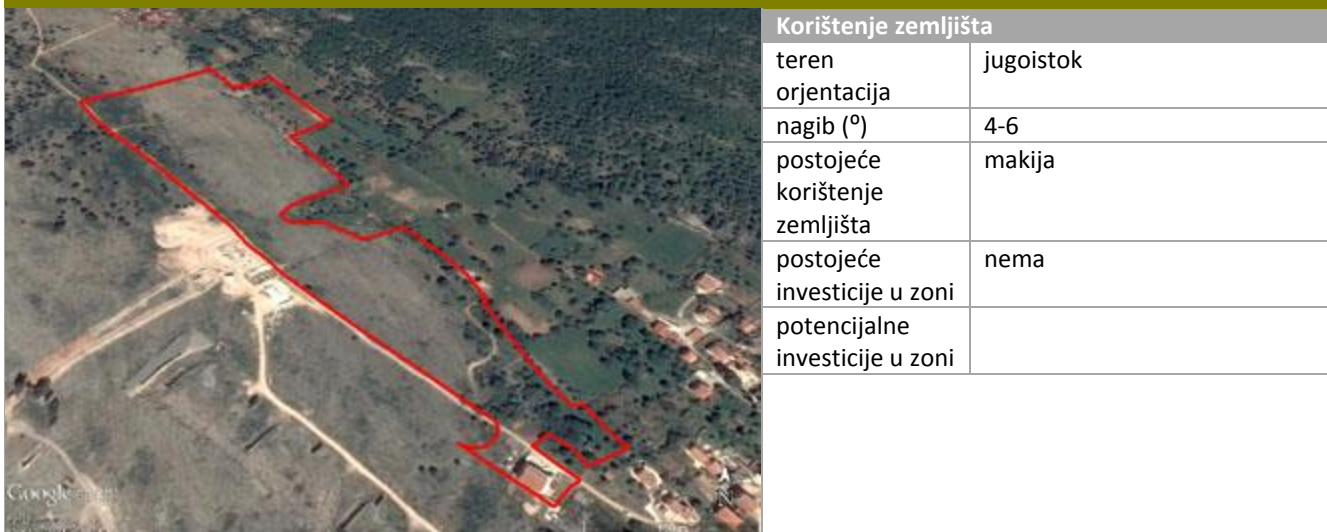 Korištenje zemljišta
teren
orjentacija
jugoistok
nagib (⁰)
4-6
postojeće
korištenje
zemljišta
makija
postojeće
investicije u zoni
nema
potencijalne
investicije u zoni
Google
N